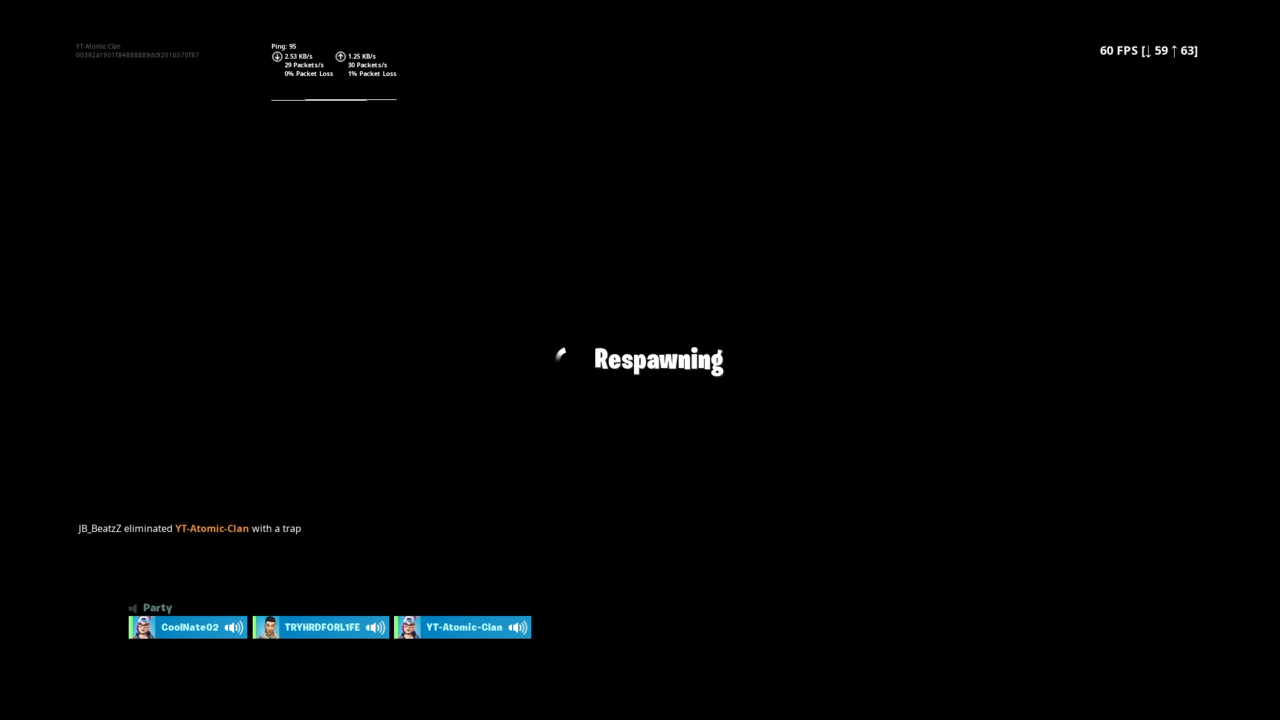 YT-Atomic-Clan
Ping: 95
2.53 KB/s 1.25 KB/s
29 Packets/s 30 Packets/s
0% Packet Loss 1% Packet Loss
60 FPS [↓ 59 ↑ 63]
Respawning
JB_BeatzZ eliminated YT-Atomic-Clan with a trap
Party
CoolNate02 TRYHRDFORL1FE YT-Atomic-Clan